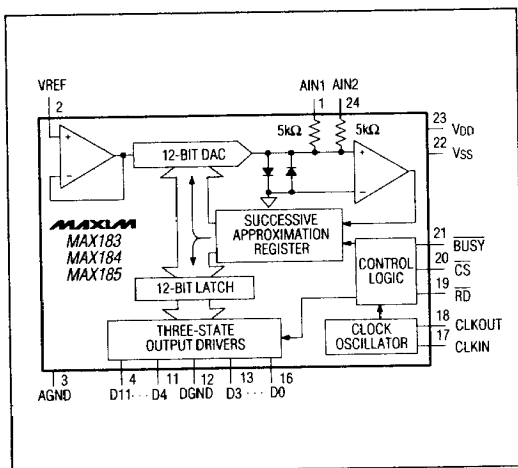 VREF
2
AIN1 AIN2
1 24
5kΩ 5kΩ
23 VDD
22 VSS
12-BIT DAC
+
−
+
−
MAXIM
MAX183
MAX184
MAX185
SUCCESSIVE
APPROXIMATION
REGISTER
21 BUSY
20 CS
19 RD
CONTROL
LOGIC
12-BIT LATCH
18 CLKOUT
17 CLKIN
THREE-STATE
OUTPUT DRIVERS
CLOCK
OSCILLATOR
3 4 11 12 13 16
AGND D11···D4 DGND D3···D0